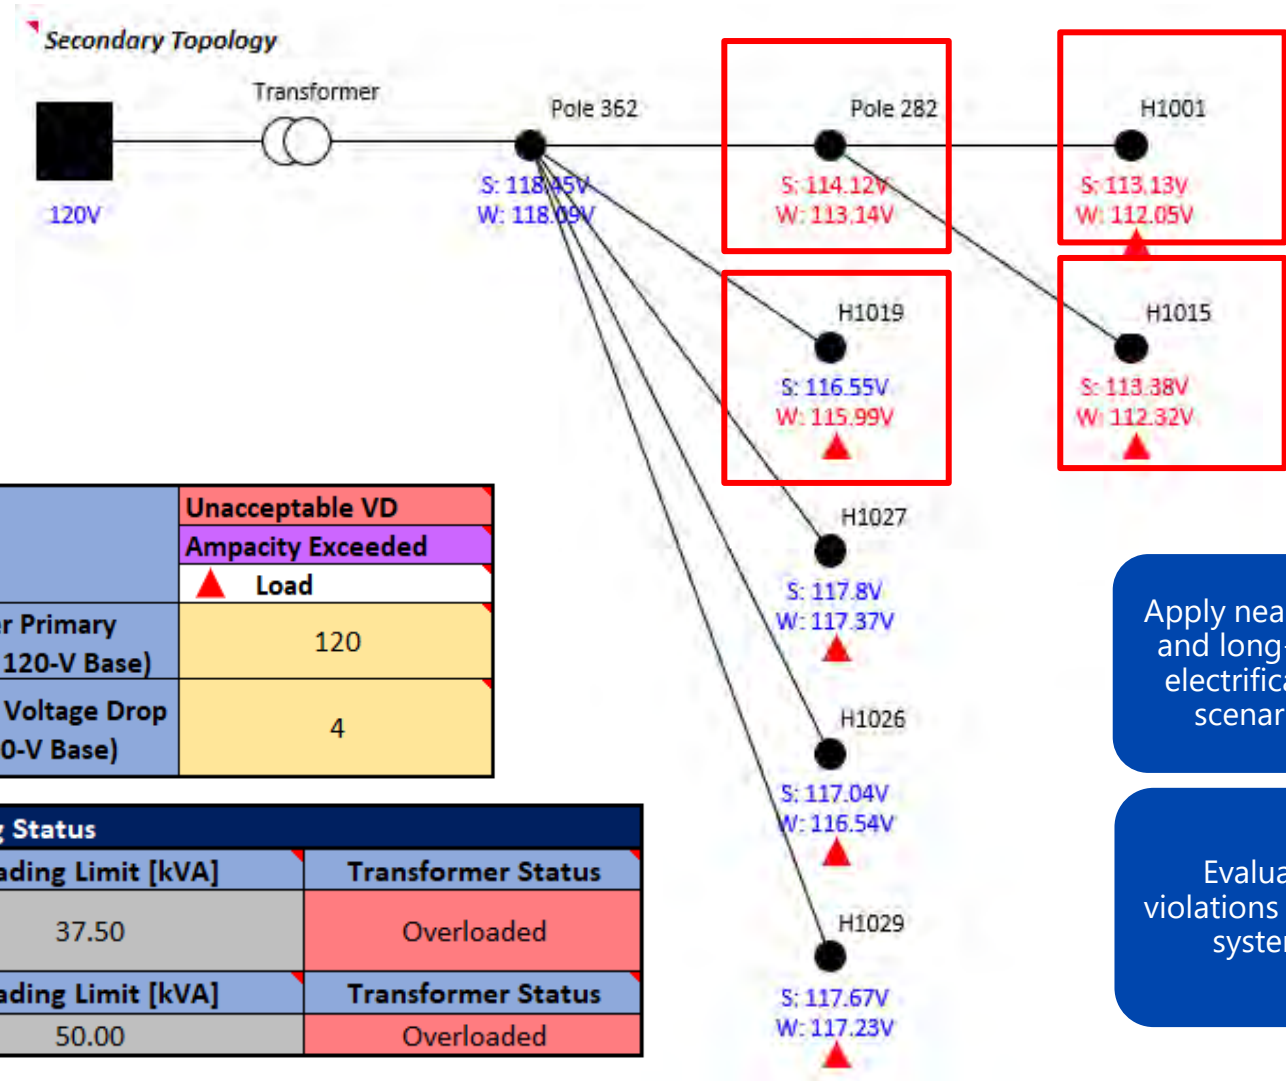 Secondary Topology
Transformer
Pole 362
Pole 282
H1001
120V
S: 118.45V
W: 118.09V
S: 114.12V
W: 113.14V
S: 113.13V
W: 112.05V
H1019
S: 116.55V
W: 115.99V
H1015
S: 113.38V
W: 112.32V
H1027
S: 117.8V
W: 117.37V
H1026
S: 117.04V
W: 116.54V
H1029
S: 117.67V
W: 117.23V
Unacceptable VD
Ampacity Exceeded
Load
r Primary
120-V Base)
120
Voltage Drop
0-V Base)
4
g Status
ading Limit [kVA]
Transformer Status
37.50
Overloaded
ading Limit [kVA]
Transformer Status
50.00
Overloaded
Apply nea
and long-
electrifica
scenar
Evalua
violations
syste